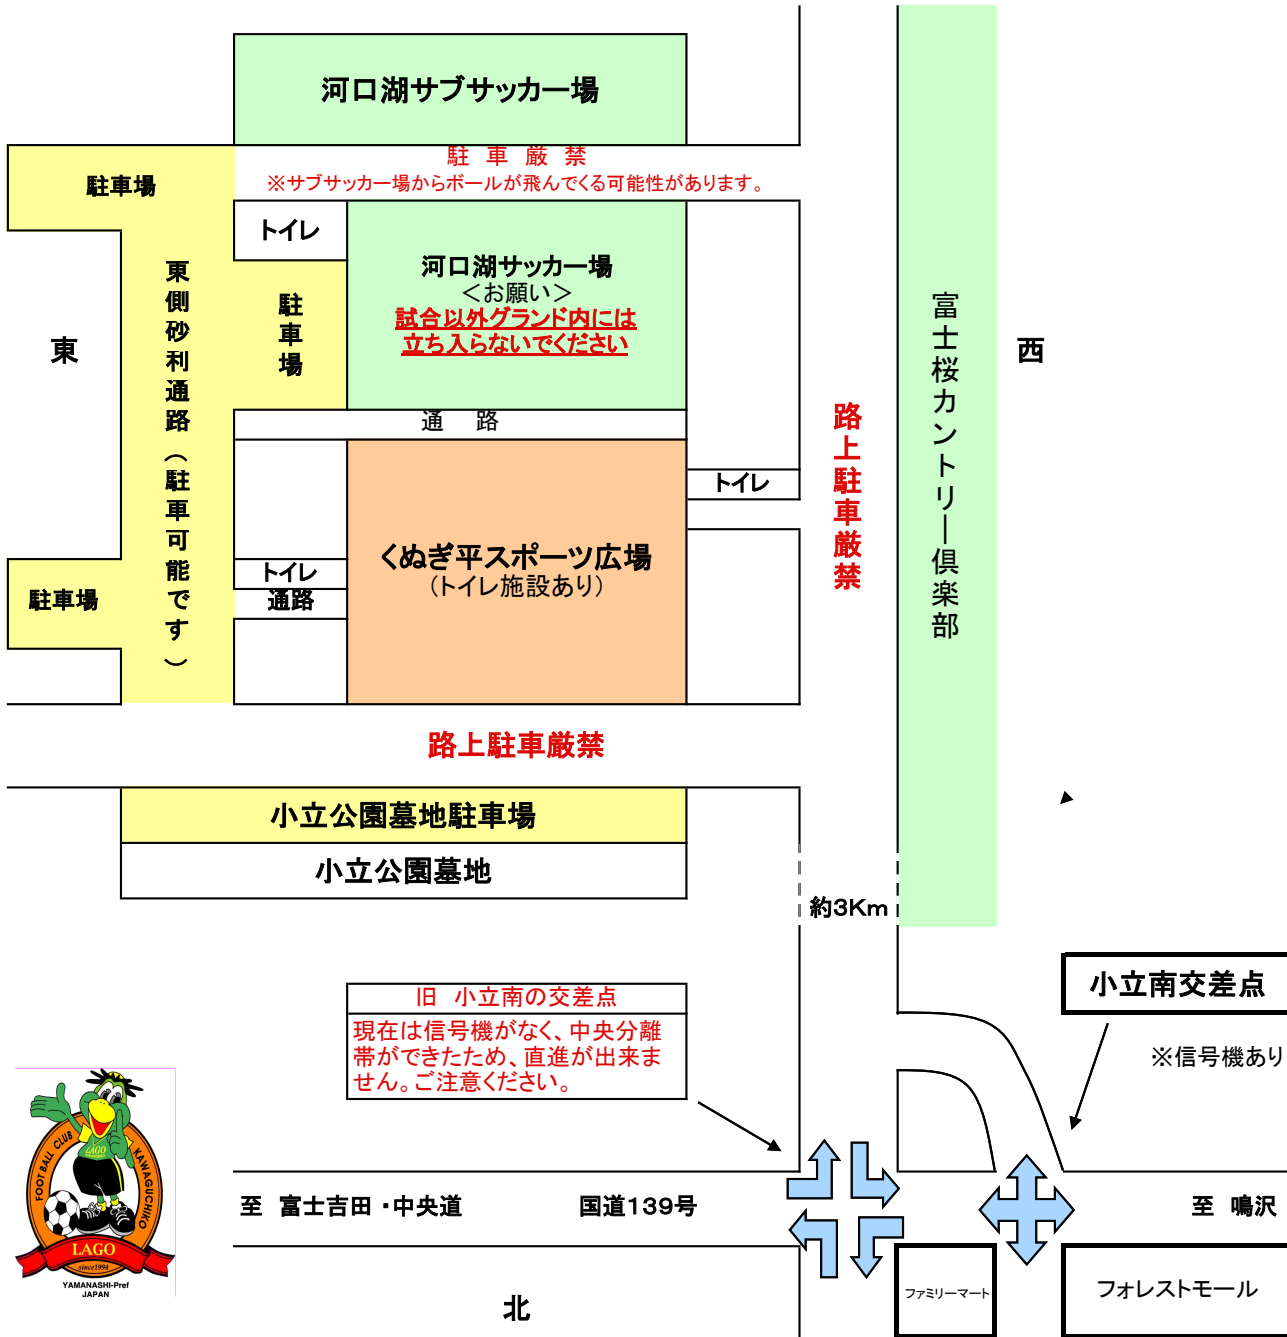 河口湖サブサッカー場
駐 車 厳 禁
※サブサッカー場からボールが飛んでくる可能性があります。
駐車場
トイレ
東側砂利通路（駐車可能です）
駐車場
河口湖サッカー場
＜お願い＞
試合以外グランド内には
立ち入らないでください
東
西
富士桜カントリー倶楽部
路上駐車厳禁
通 路
トイレ
くぬぎ平スポーツ広場
（トイレ施設あり）
トイレ
通路
駐車場
路上駐車厳禁
小立公園墓地駐車場
小立公園墓地
約3Km
小立南交差点
※信号機あり
旧 小立南の交差点
現在は信号機がなく、中央分離
帯ができたため、直進が出来ま
せん。ご注意ください。
至 富士吉田・中央道
国道139号
至 鳴沢
ファミリーマート
フォレストモール
北
FOOT BALL CLUB
KAWAGUCHIKO
LAGO
LAGO
since1994
YAMANASHI-Pref
JAPAN